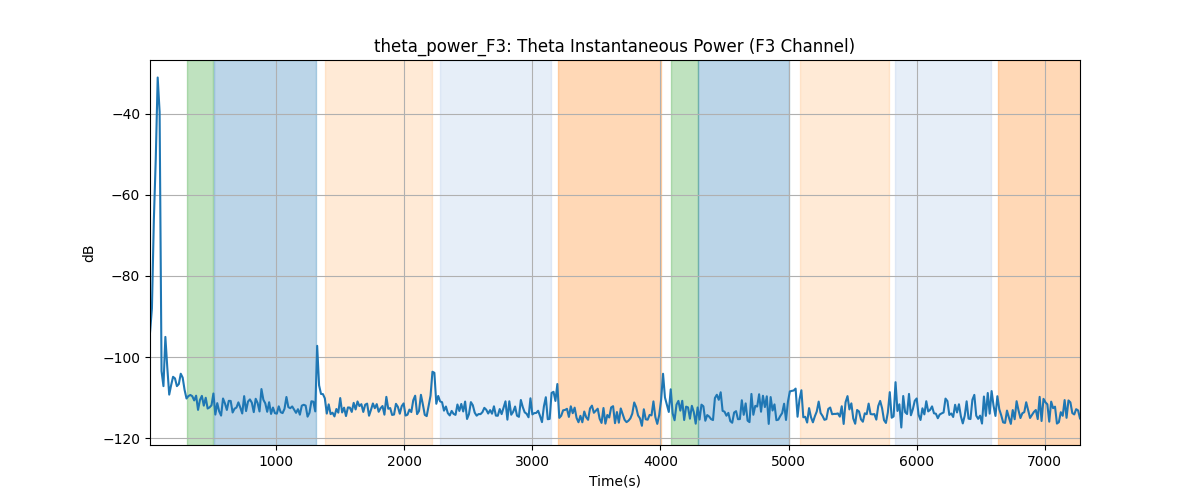 theta_power_F3: Theta Instantaneous Power (F3 Channel)
−40
−60
−80
−100
−120
dB
1000 2000 3000 4000 5000 6000 7000
Time(s)